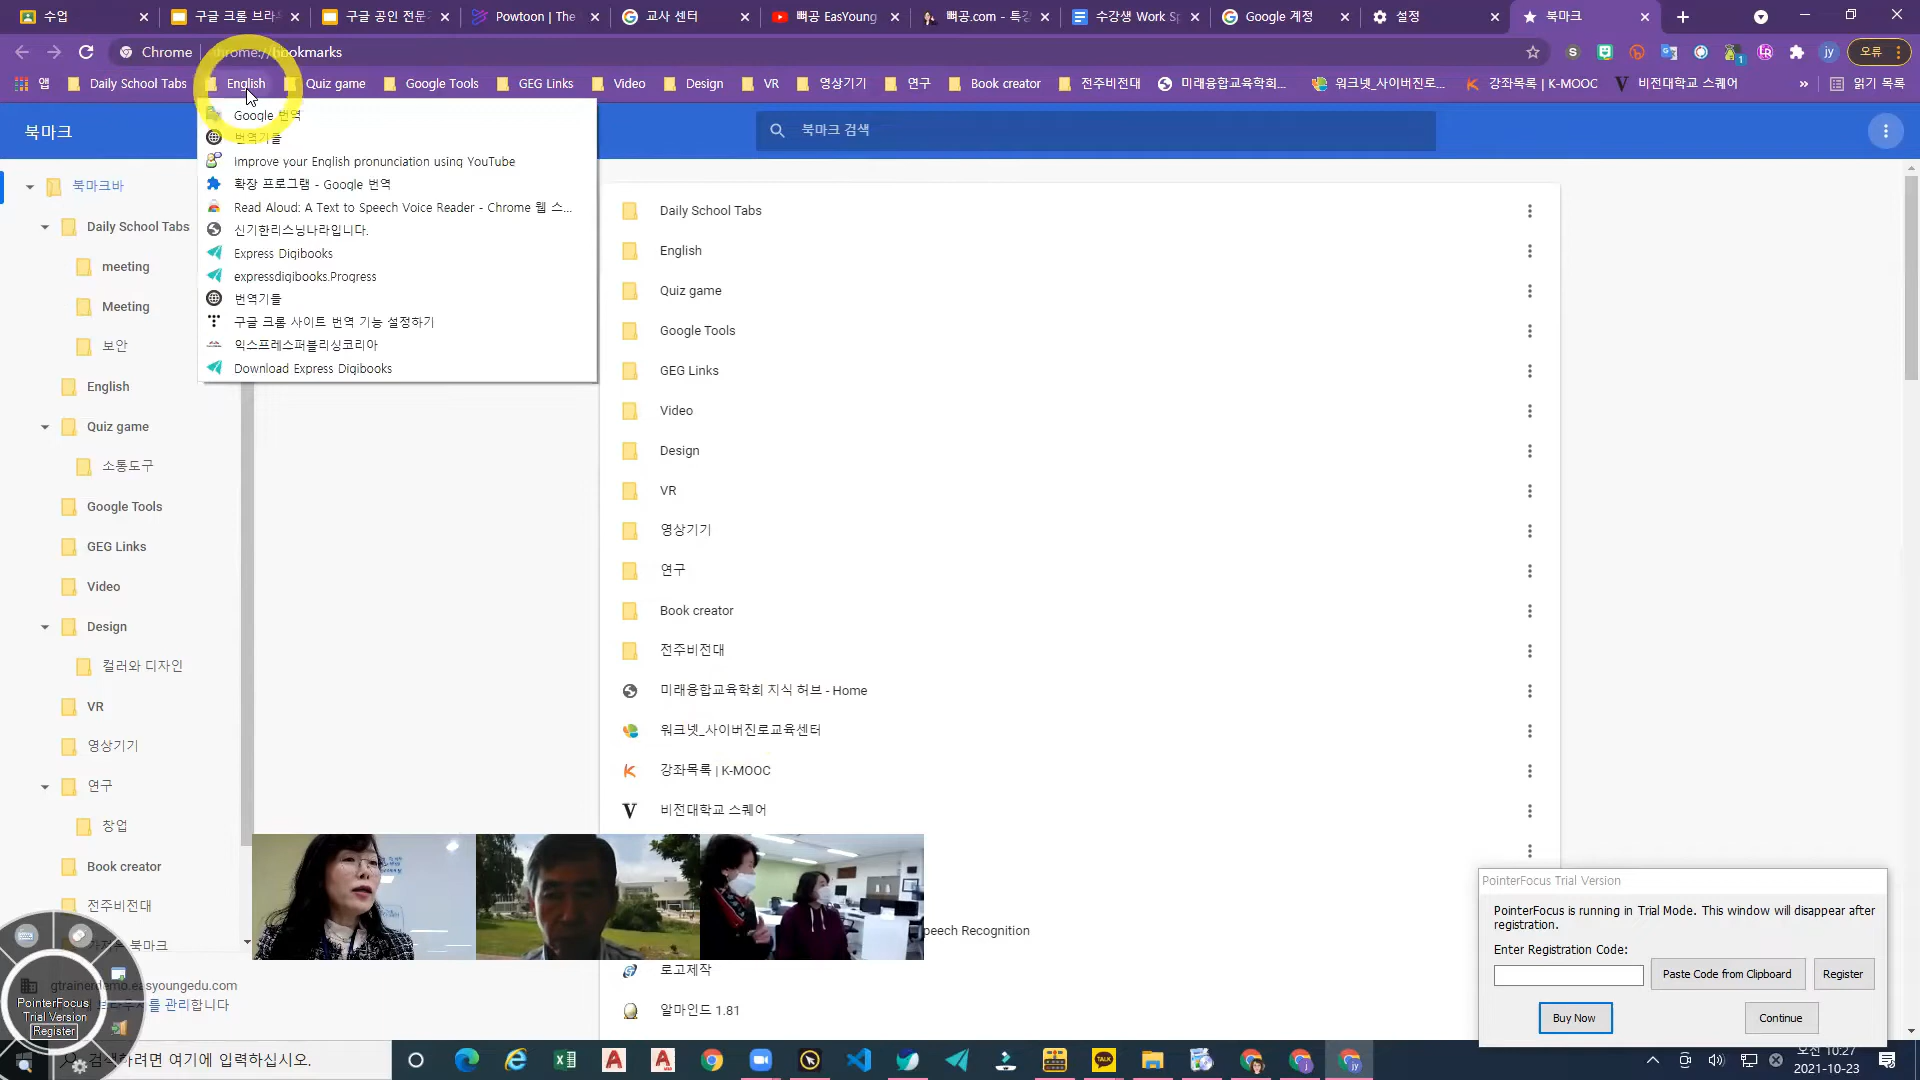 수업
구글 크롬 브라
구글 공인 전문
Powtoon | The
교사 센터
뻐공 EasYoung
뻐공.com - 특강
수강생 Work Sp
Google 계정
설정
북마크
Chrome
chrome://bookmarks
오류
앱
Daily School Tabs
English
Quiz game
Google Tools
GEG Links
Video
Design
VR
영상기기
연구
Book creator
전주비전대
미래융합교육학회...
워크넷_사이버진로...
강좌목록 | K-MOOC
비전대학교 스퀘어
»
읽기 목록
북마크
북마크 검색
Google 번역
번역기들
Improve your English pronunciation using YouTube
확장 프로그램 - Google 번역
Read Aloud: A Text to Speech Voice Reader - Chrome 웹 스...
신기한리스닝나라입니다.
Express Digibooks
expressdigibooks.Progress
번역기들
구글 크롬 사이트 번역 기능 설정하기
익스프레스퍼블리싱코리아
Download Express Digibooks
북마크바
Daily School Tabs
meeting
Meeting
보안
English
Quiz game
소통도구
Google Tools
GEG Links
Video
Design
컬러와 디자인
VR
영상기기
연구
창업
Book creator
전주비전대
북마크
gtrainerdemo.easyoungedu.com
관리합니다
Daily School Tabs
English
Quiz game
Google Tools
GEG Links
Video
Design
VR
영상기기
연구
Book creator
전주비전대
미래융합교육학회 지식 허브 - Home
워크넷_사이버진로교육센터
강좌목록 | K-MOOC
비전대학교 스퀘어
peech Recognition
로고제작
알마인드 1.81
PointerFocus
Trial Version
Register
PointerFocus Trial Version
PointerFocus is running in Trial Mode. This window will disappear after
registration.
Enter Registration Code:
Paste Code from Clipboard
Register
Buy Now
Continue
검색하려면 여기에 입력하십시오.
오전 10:27
2021-10-23